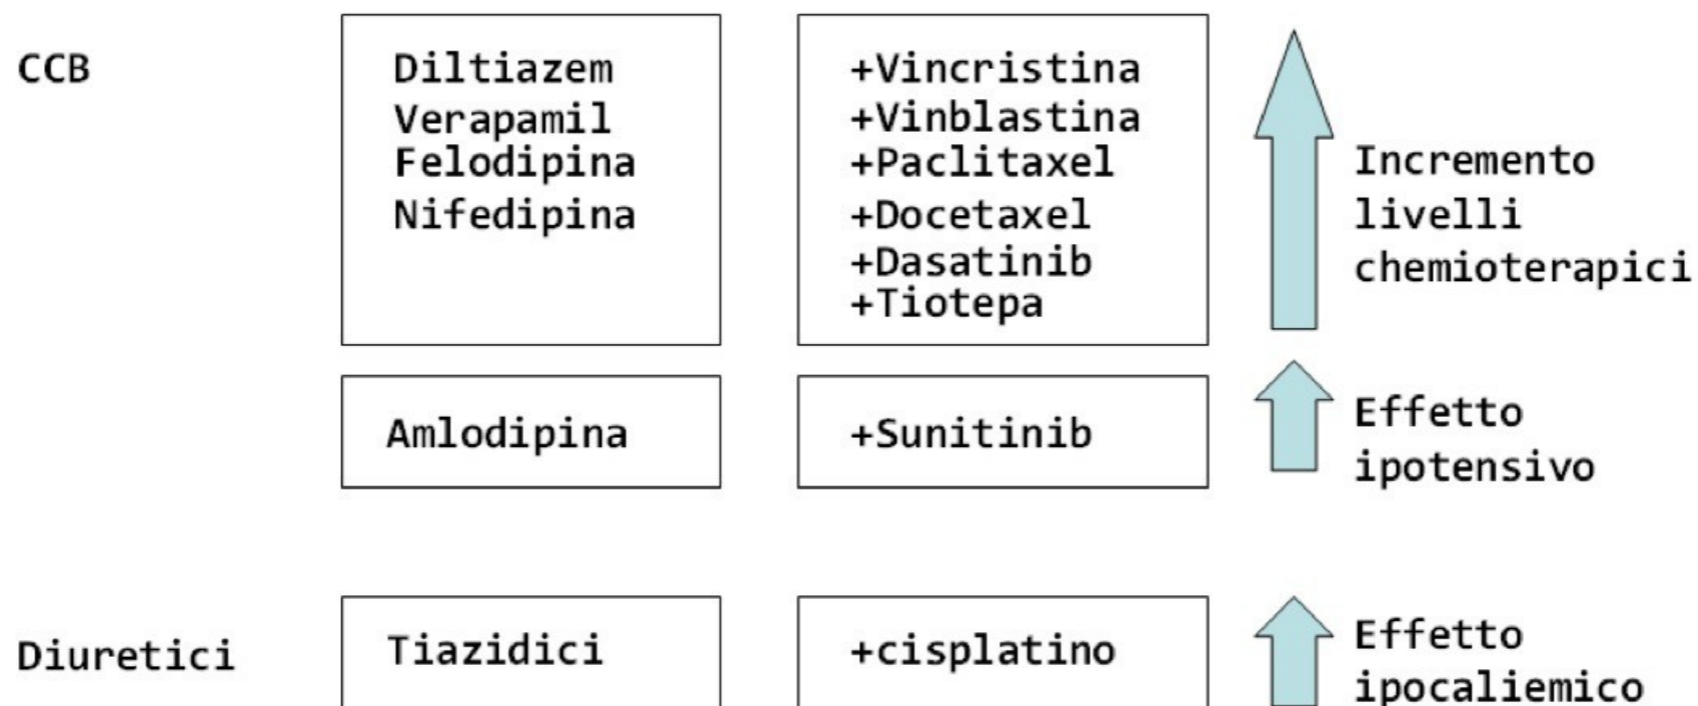 CCB
Diltiazem
Verapamil
Felodipina
Nifedipina
+Vincristina
+Vinblastina
+Paclitaxel
+Docetaxel
+Dasatinib
+Tiotepa
Incremento
livelli
chemioterapici
Amlodipina
+Sunitinib
Effetto
ipotensivo
Diuretici
Tiazidici
+cisplatino
Effetto
ipocaliemico